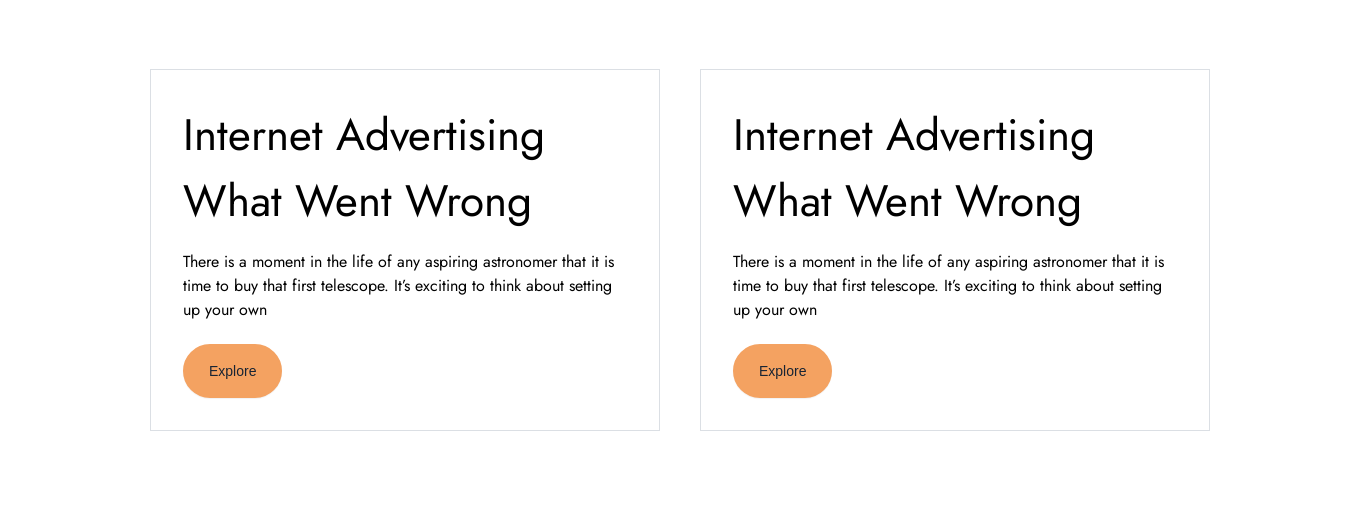 Internet Advertising
What Went Wrong
There is a moment in the life of any aspiring astronomer that it is
time to buy that first telescope. It’s exciting to think about setting
up your own
Explore
Internet Advertising
What Went Wrong
There is a moment in the life of any aspiring astronomer that it is
time to buy that first telescope. It’s exciting to think about setting
up your own
Explore